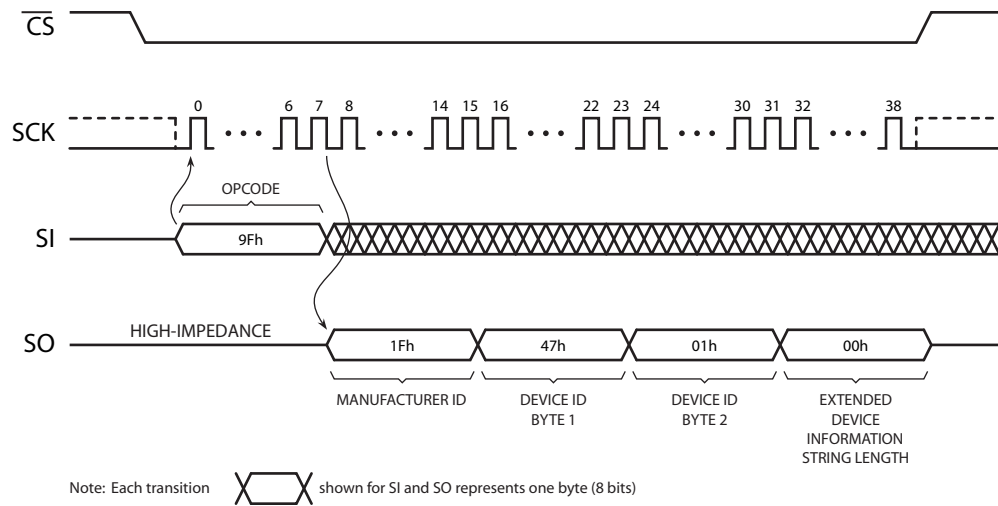 CS
0 6 7 8 14 15 16 22 23 24 30 31 32 38
SCK
OPCODE
SI
9Fh
HIGH-IMPEDANCE
SO
1Fh 47h 01h 00h
MANUFACTURER ID
DEVICE ID
BYTE 1
DEVICE ID
BYTE 2
EXTENDED
DEVICE
INFORMATION
STRING LENGTH
Note: Each transition shown for SI and SO represents one byte (8 bits)